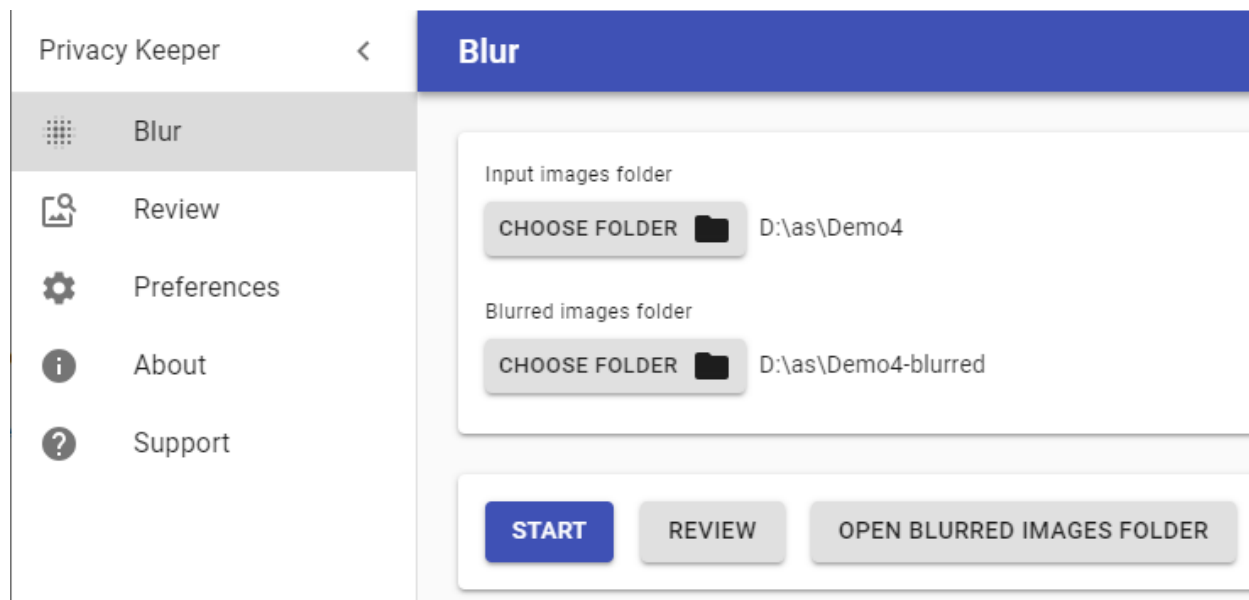 Privacy Keeper
Blur
Review
Preferences
About
Support
Blur
Input images folder
CHOOSE FOLDER D:\as\Demo4
Blurred images folder
CHOOSE FOLDER D:\as\Demo4-blurred
START REVIEW OPEN BLURRED IMAGES FOLDER